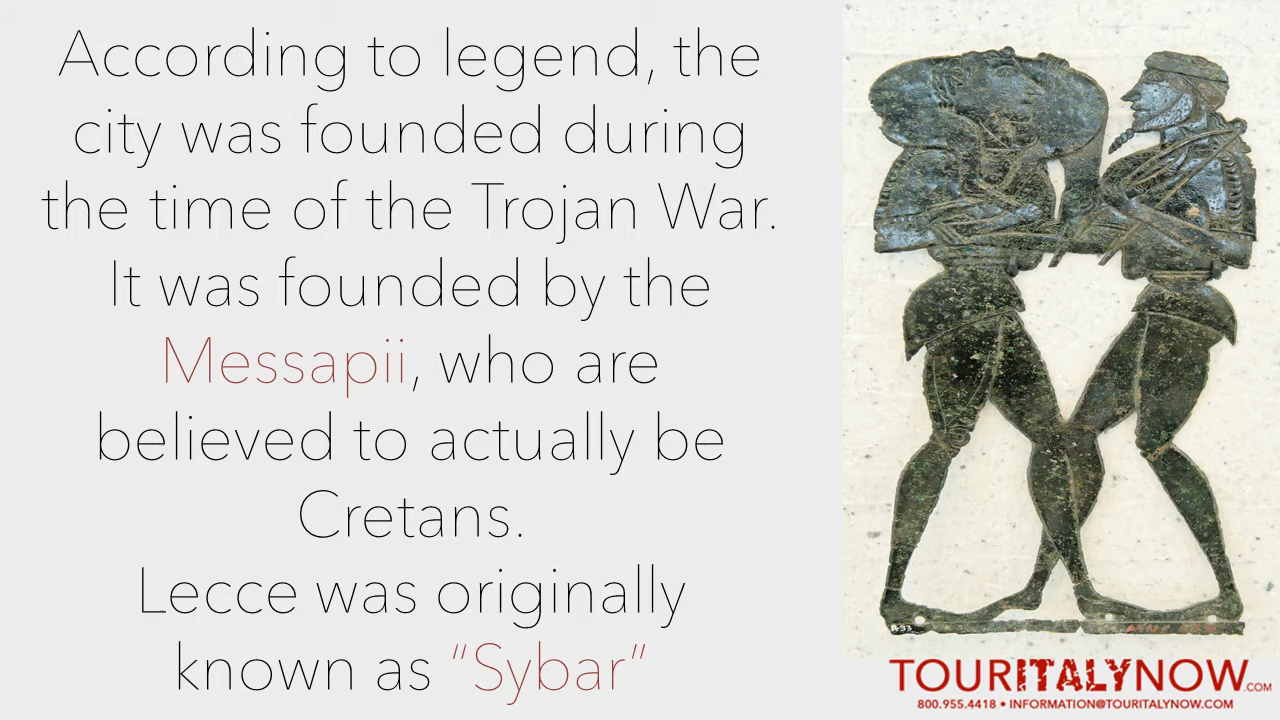 According to legend, the
city was founded during
the time of the Trojan War.
It was founded by the
Messapii, who are
believed to actually be
Cretans.
Lecce was originally
known as “Sybar”
TOURITALYNOW.COM
800.955.4418 • INFORMATION@TOURITALYNOW.COM